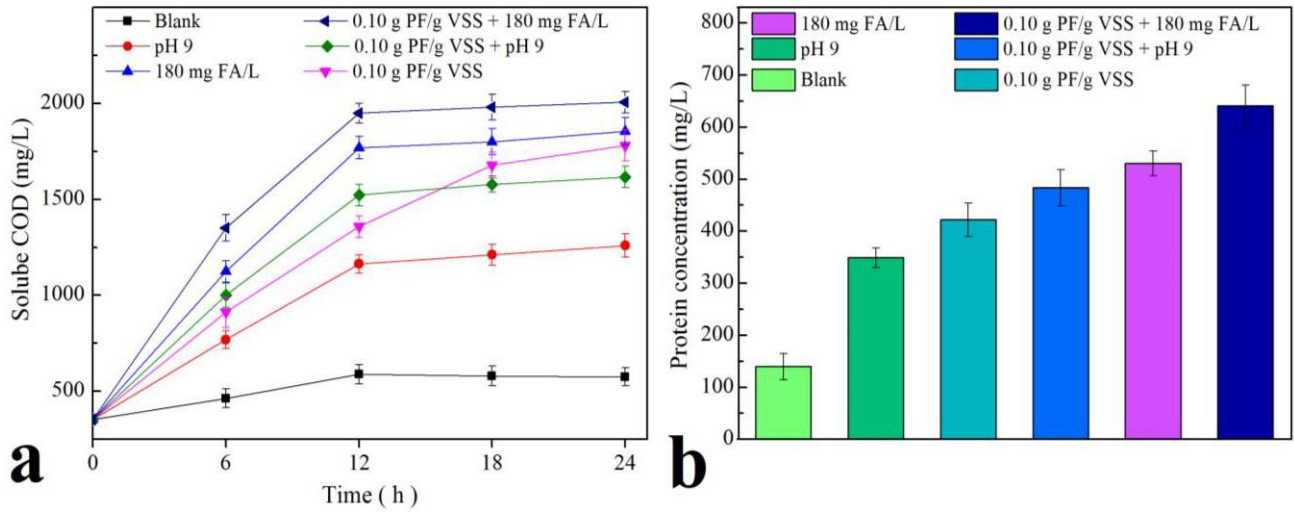 Blank
pH 9
180 mg FA/L
0.10 g PF/g VSS + 180 mg FA/L
0.10 g PF/g VSS + pH 9
0.10 g PF/g VSS
2000
1500
1000
500
Solube COD (mg/L)
0 6 12 18 24
Time ( h )
a
180 mg FA/L
pH 9
Blank
0.10 g PF/g VSS + 180 mg FA/L
0.10 g PF/g VSS + pH 9
0.10 g PF/g VSS
800
700
600
500
400
300
200
100
0
Protein concentration (mg/L)
b